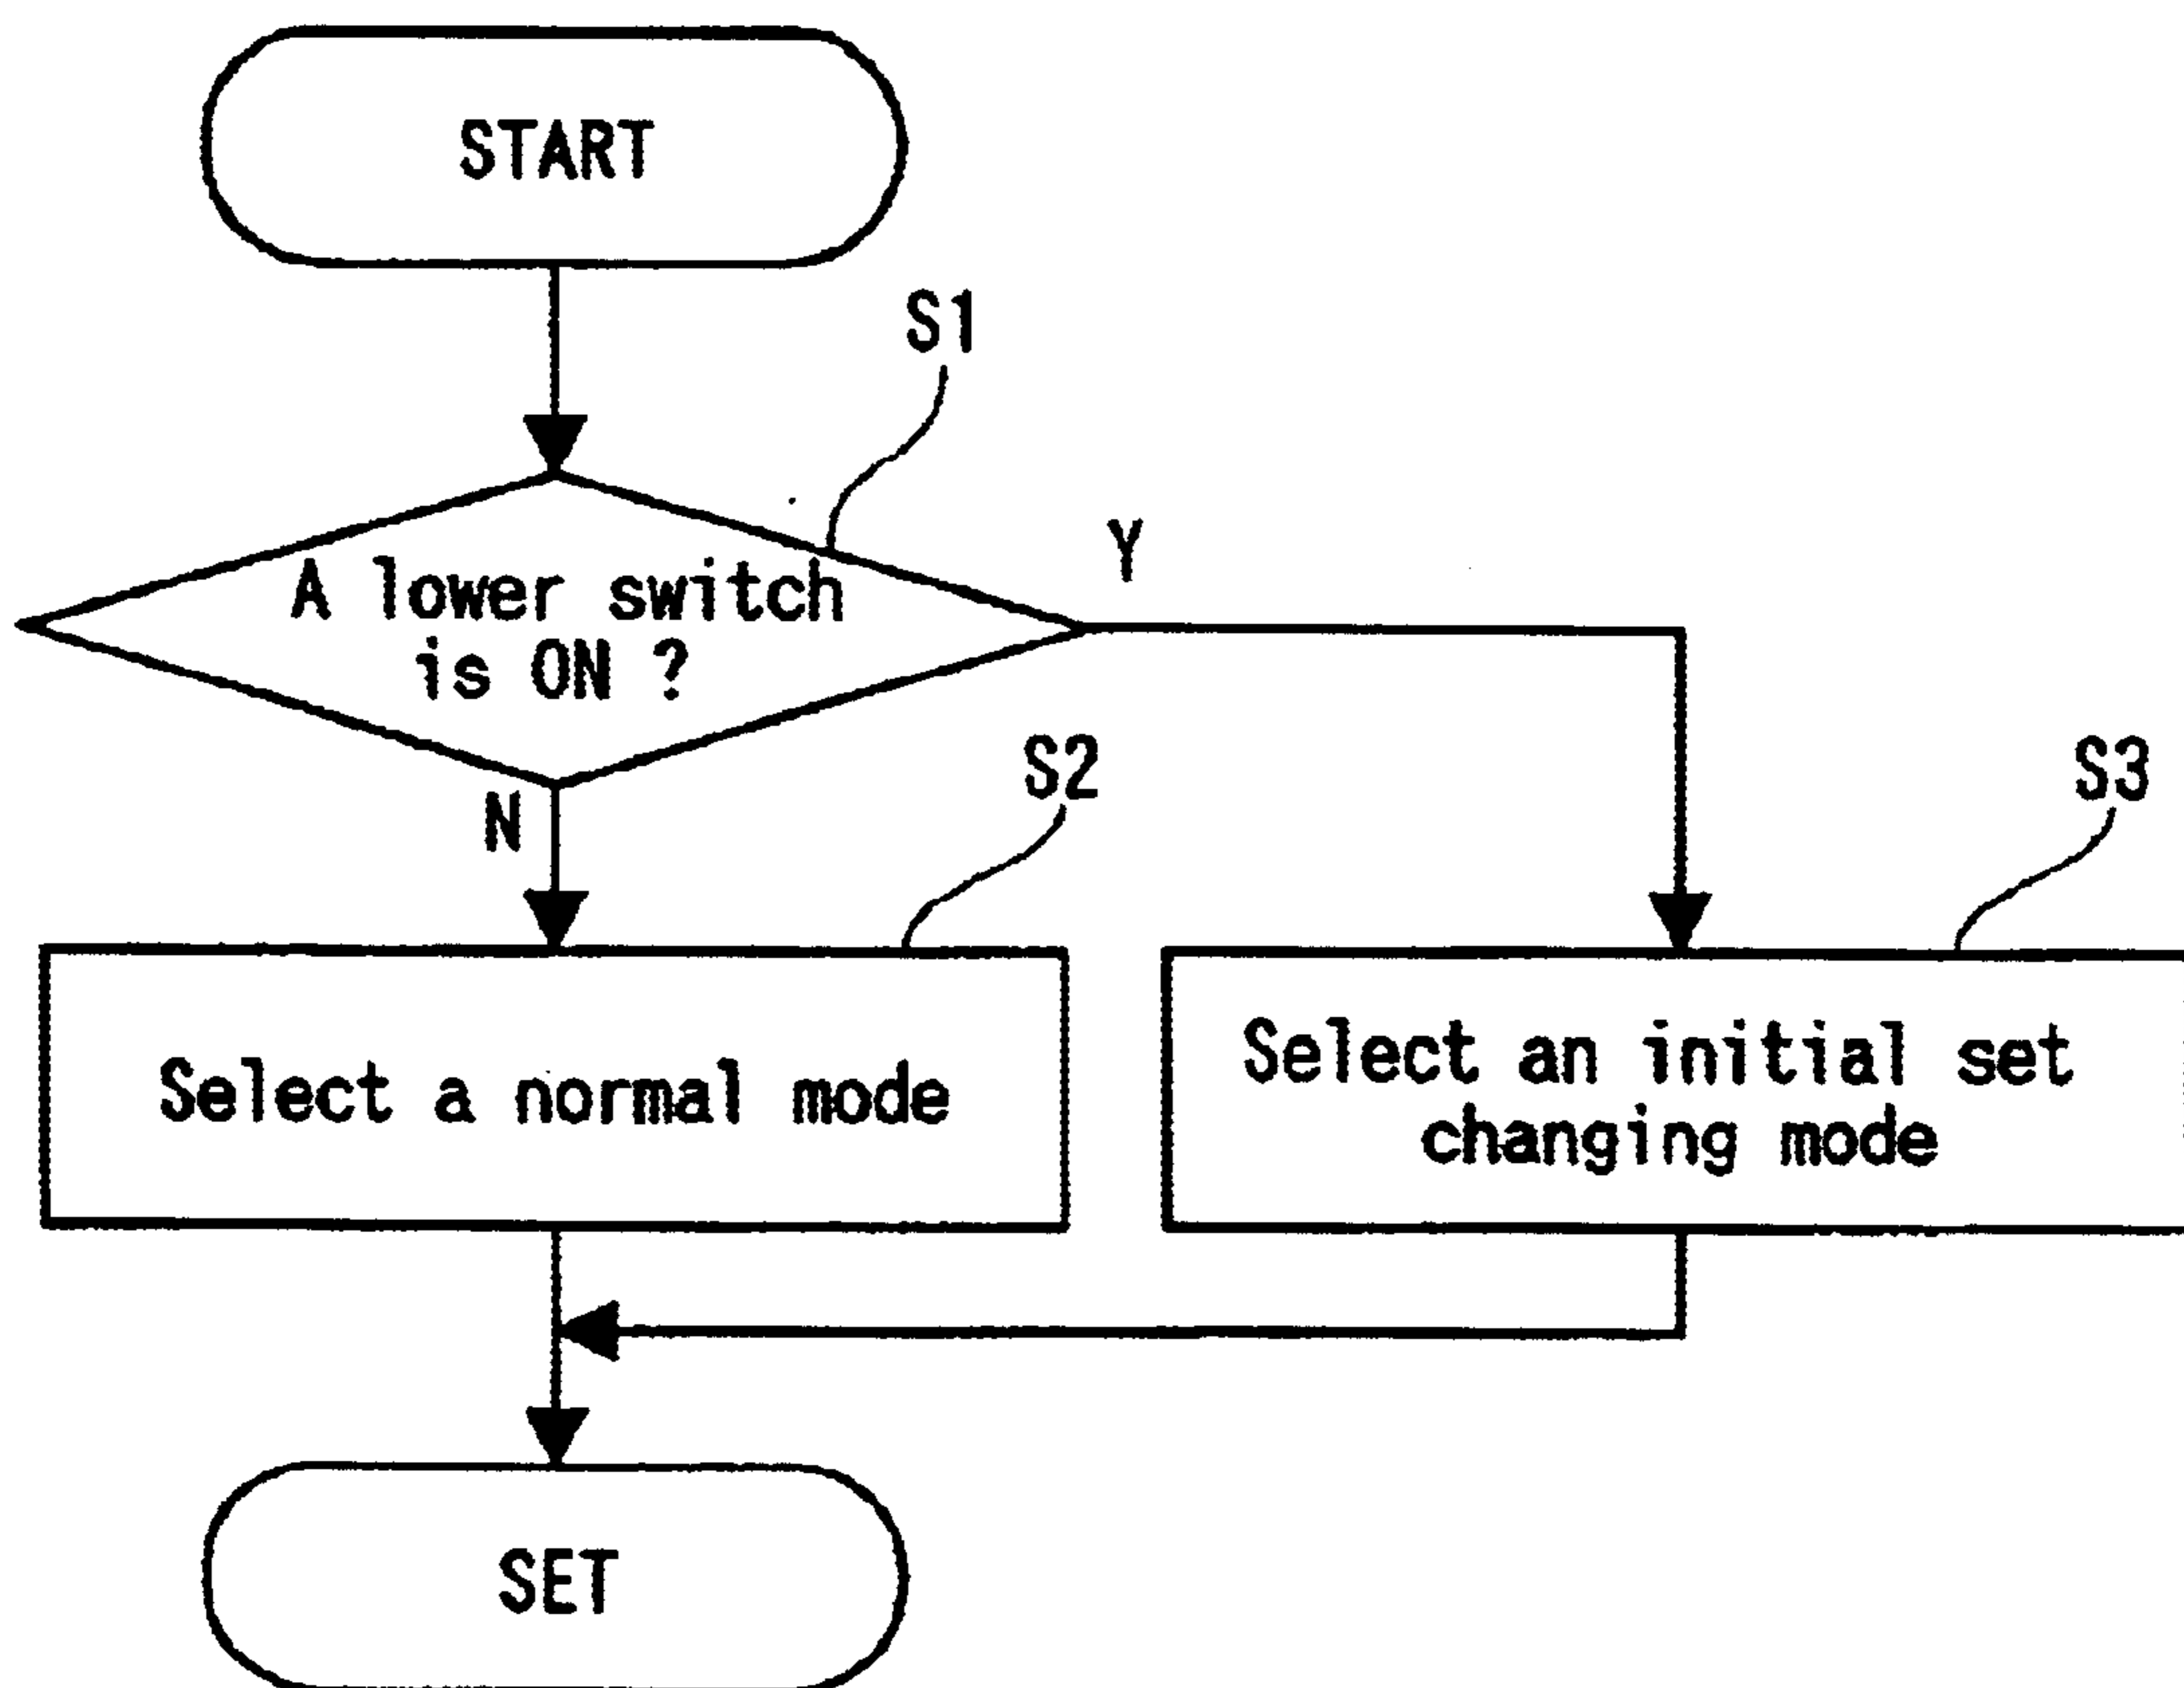 START
S1
A lower switch
is ON ?
Y
N
S2
S3
Select a normal mode
Select an initial set
changing mode
SET